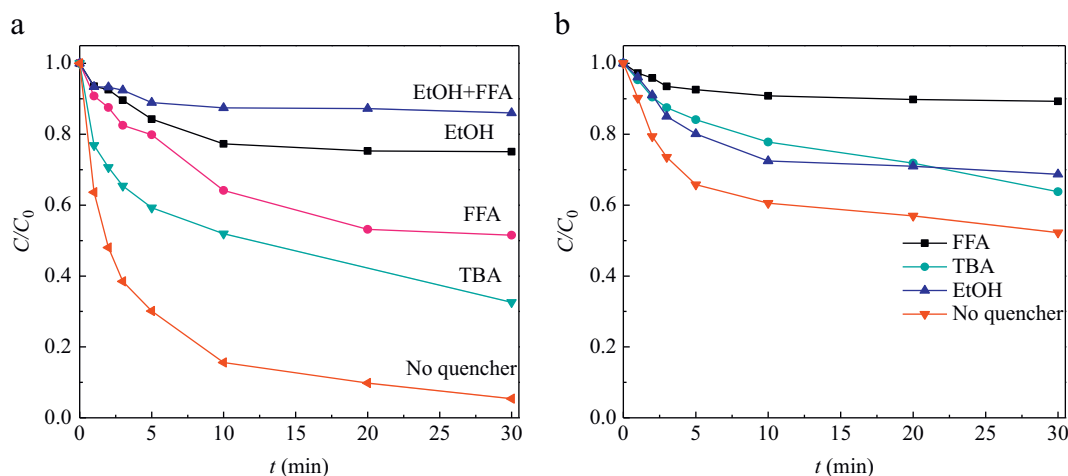 a
1.0
0.8
0.6
0.4
0.2
0.0
C/C0
EtOH+FFA
EtOH
FFA
TBA
No quencher
0
5
10
15
20
25
30
t (min)
b
1.0
0.8
0.6
0.4
0.2
0.0
C/C0
FFA
TBA
EtOH
No quencher
0
5
10
15
20
25
30
t (min)